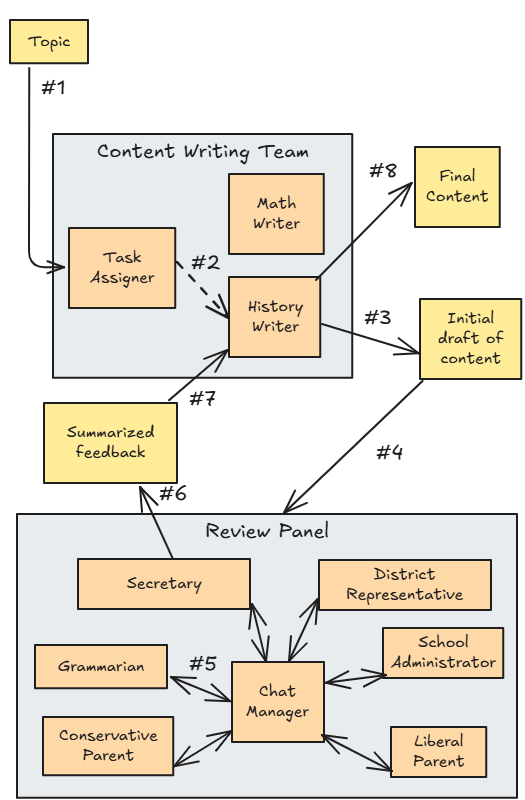 Topic
#1
Content Writing Team
#8
Final
Content
Math
Writer
Task
Assigner
#2
History
Writer
#3
Initial
draft of
content
#7
Summarized
feedback
#4
#6
Review Panel
Secretary
District
Representative
School
Administrator
Grammarian
#5
Chat
Manager
Conservative
Parent
Liberal
Parent